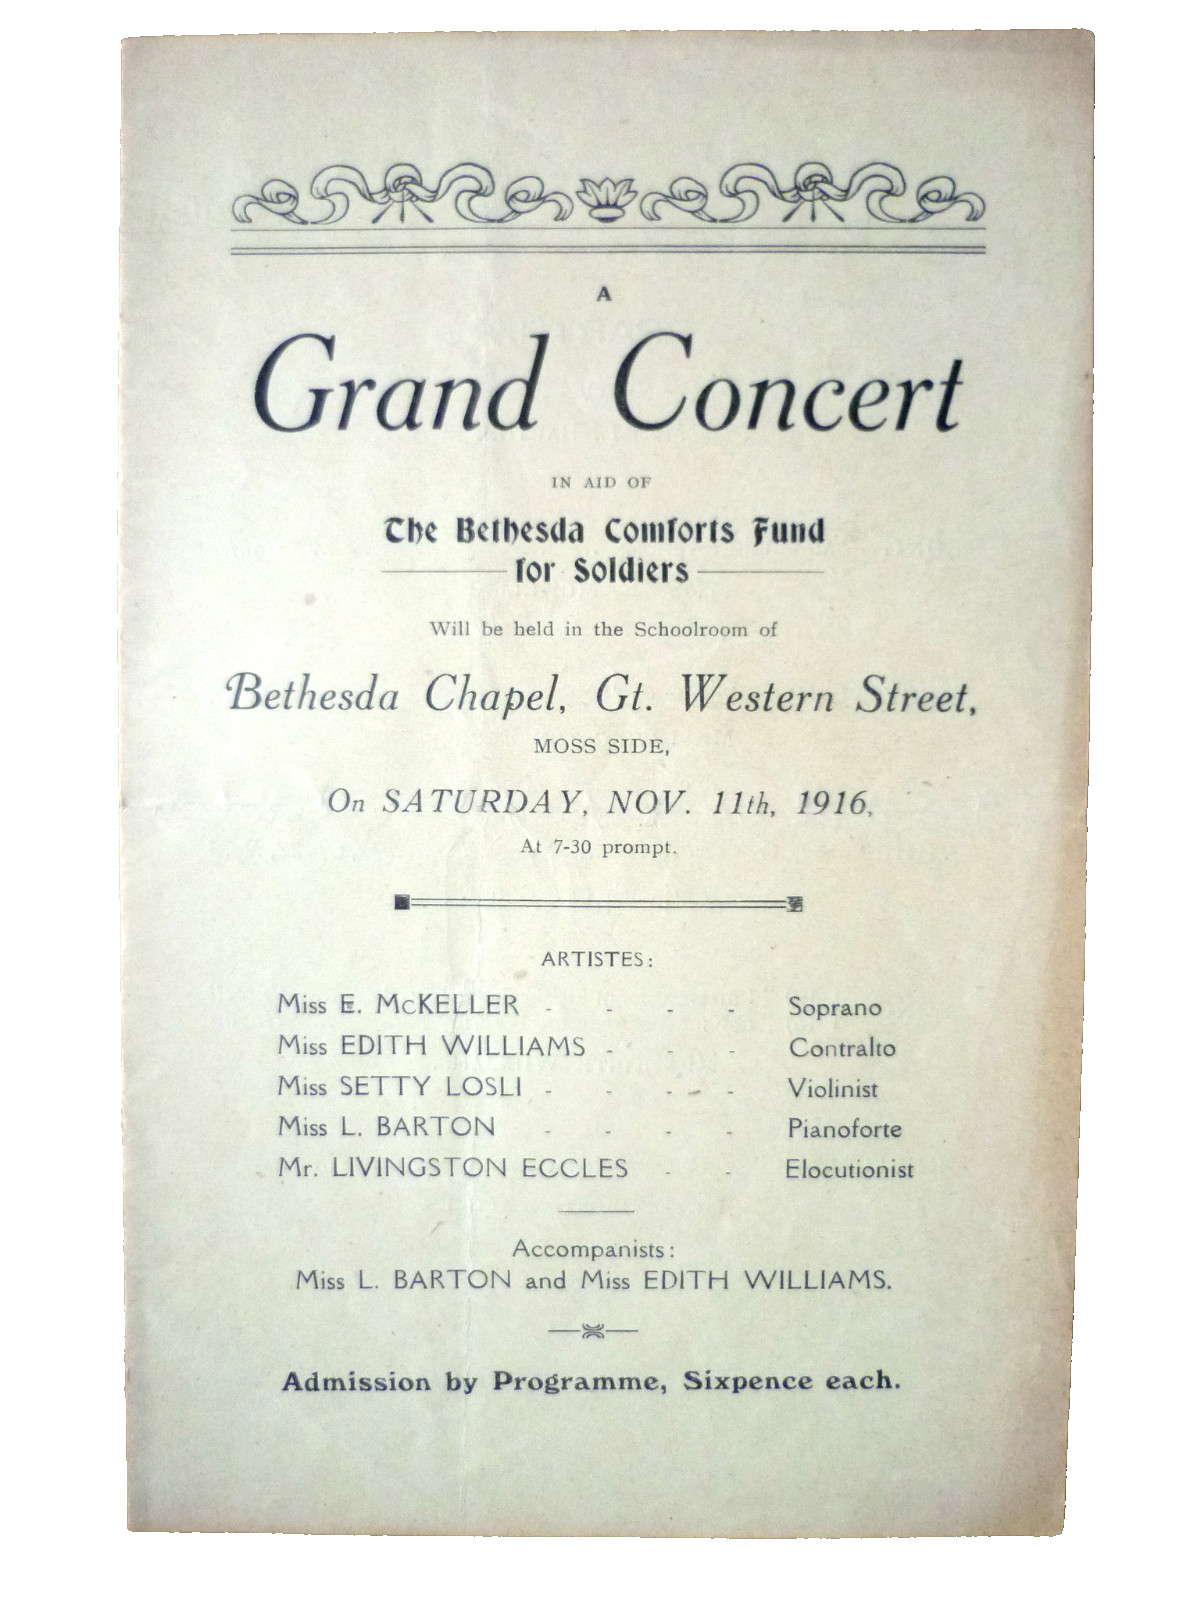 A
Grand Concert
IN AID OF
The Bethesda Comforts Fund
for Soldiers
Will be held in the Schoolroom of
Bethesda Chapel, Gt. Western Street,
MOSS SIDE,
On SATURDAY, NOV. 11th, 1916,
At 7-30 prompt.
ARTISTES:
Miss E. McKELLER - - - - Soprano
Miss EDITH WILLIAMS - - - Contralto
Miss SETTY LOSLI - - - - Violinist
Miss L. BARTON - - - - Pianoforte
Mr. LIVINGSTON ECCLES - - Elocutionist
Accompanists:
Miss L. BARTON and Miss EDITH WILLIAMS.
Admission by Programme, Sixpence each.